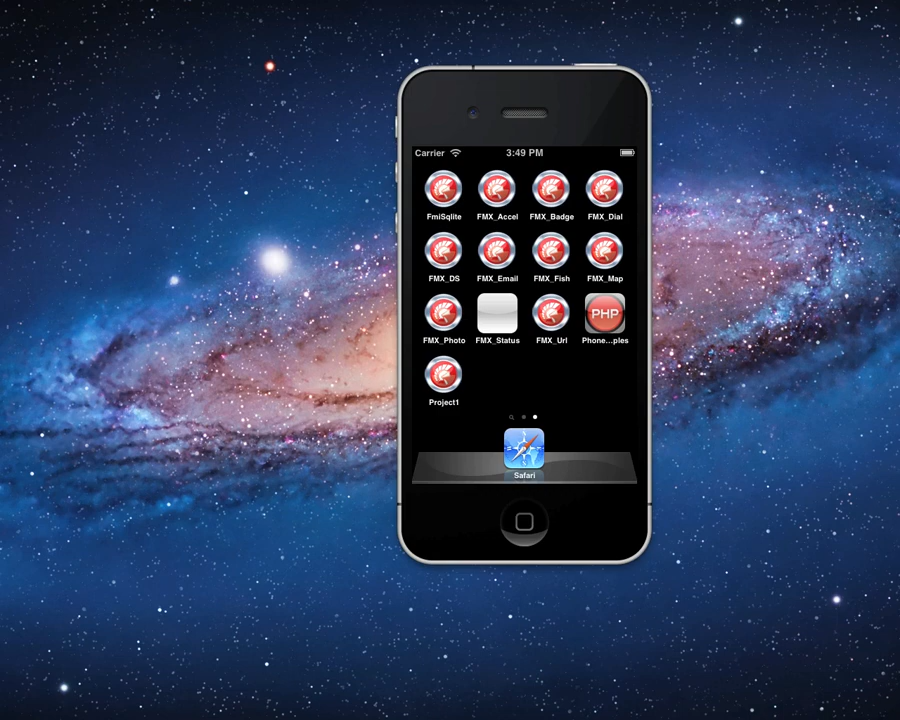 Carrier 3:49 PM
FmiSqlite FMX_Accel FMX_Badge FMX_Dial
FMX_DS FMX_Email FMX_Fish FMX_Map
PHP
FMX_Photo FMX_Status FMX_Url Phone...ples
Project1
Safari